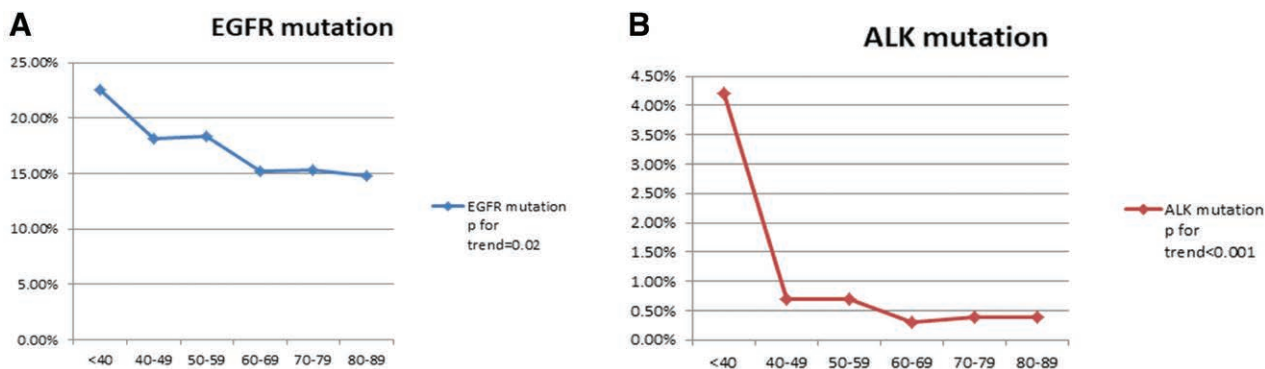 A
EGFR mutation
25.00%
20.00%
15.00%
10.00%
5.00%
0.00%
<40 40-49 50-59 60-69 70-79 80-89
EGFR mutation
p for
trend=0.02
B
ALK mutation
4.50%
4.00%
3.50%
3.00%
2.50%
2.00%
1.50%
1.00%
0.50%
0.00%
<40 40-49 50-59 60-69 70-79 80-89
ALK mutation
p for
trend<0.001